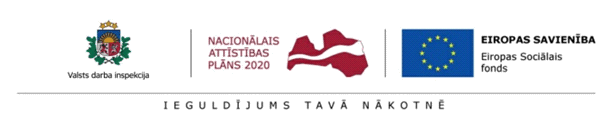 Valsts darba inspekcija
NACIONĀLAIS
ATTĪSTĪBAS
PLĀNS 2020
EIROPAS SAVIENĪBA
Eiropas Sociālais
fonds
IEGULDĪJUMS TAVĀ NĀKOTNĒ